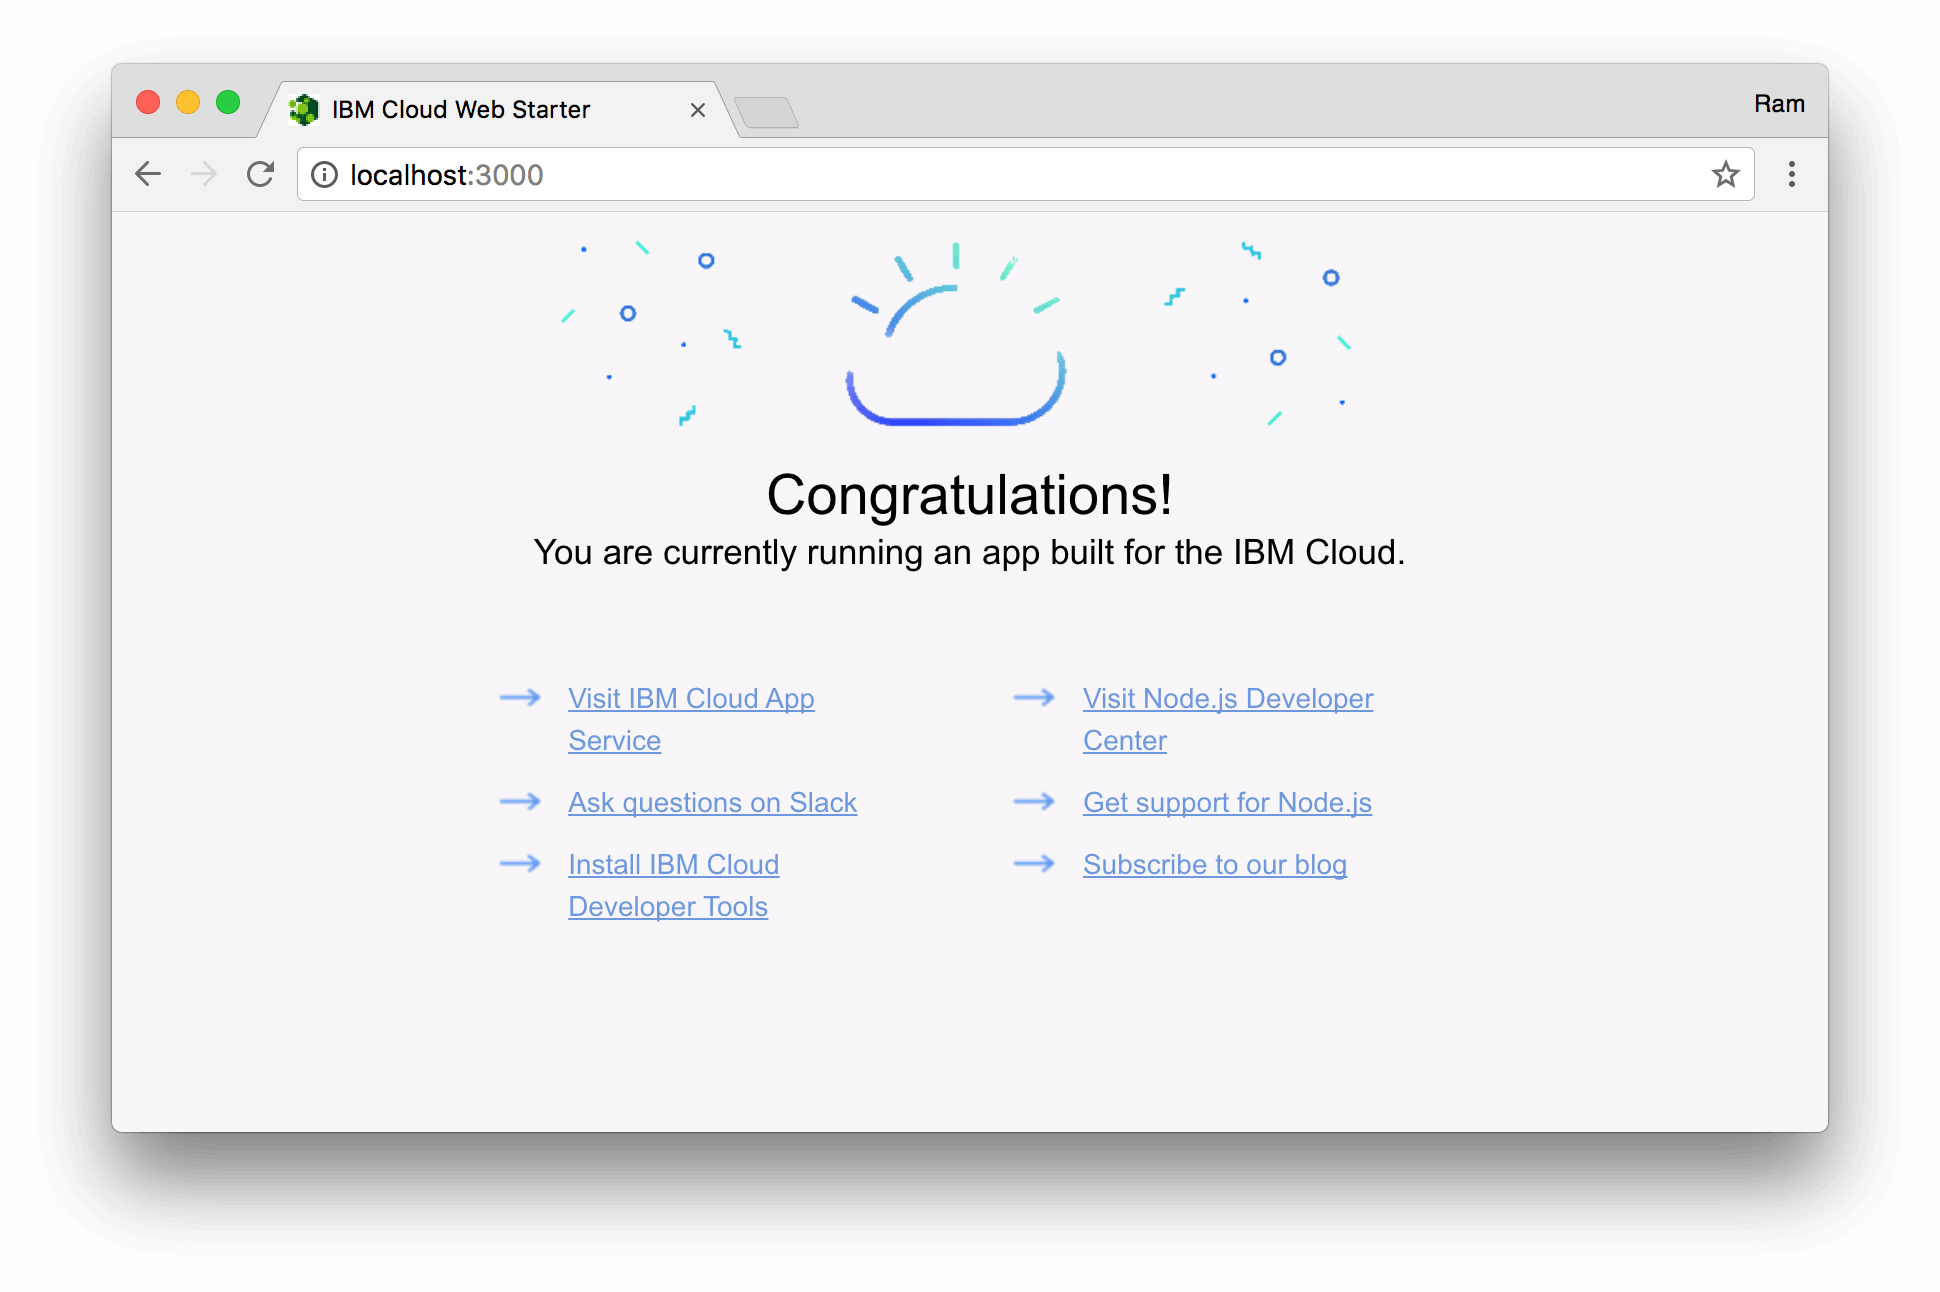 IBM Cloud Web Starter
Ram
localhost:3000
Congratulations!
You are currently running an app built for the IBM Cloud.
Visit IBM Cloud App
Service
Ask questions on Slack
Install IBM Cloud
Developer Tools
Visit Node.js Developer
Center
Get support for Node.js
Subscribe to our blog